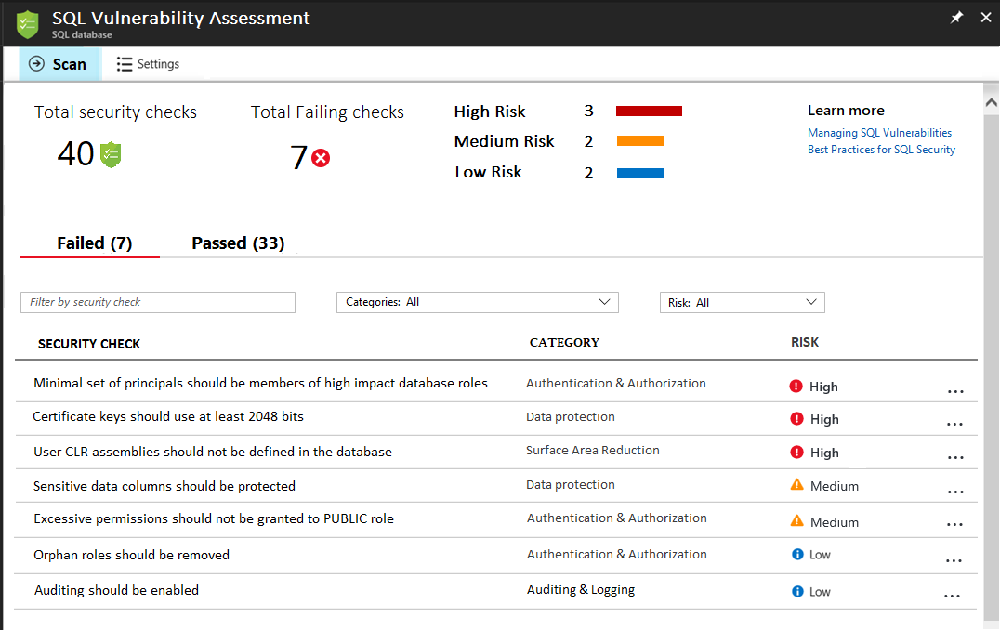 SQL Vulnerability Assessment
SQL database
Scan
Settings
Total security checks
40
Total Failing checks
7
High Risk 3
Medium Risk 2
Low Risk 2
Learn more
Managing SQL Vulnerabilities
Best Practices for SQL Security
Failed (7) Passed (33)
Filter by security check Categories: All Risk: All
SECURITY CHECK CATEGORY RISK
Minimal set of principals should be members of high impact database roles Authentication & Authorization High ...
Certificate keys should use at least 2048 bits Data protection High ...
User CLR assemblies should not be defined in the database Surface Area Reduction High ...
Sensitive data columns should be protected Data protection Medium ...
Excessive permissions should not be granted to PUBLIC role Authentication & Authorization Medium ...
Orphan roles should be removed Authentication & Authorization Low ...
Auditing should be enabled Auditing & Logging Low ...